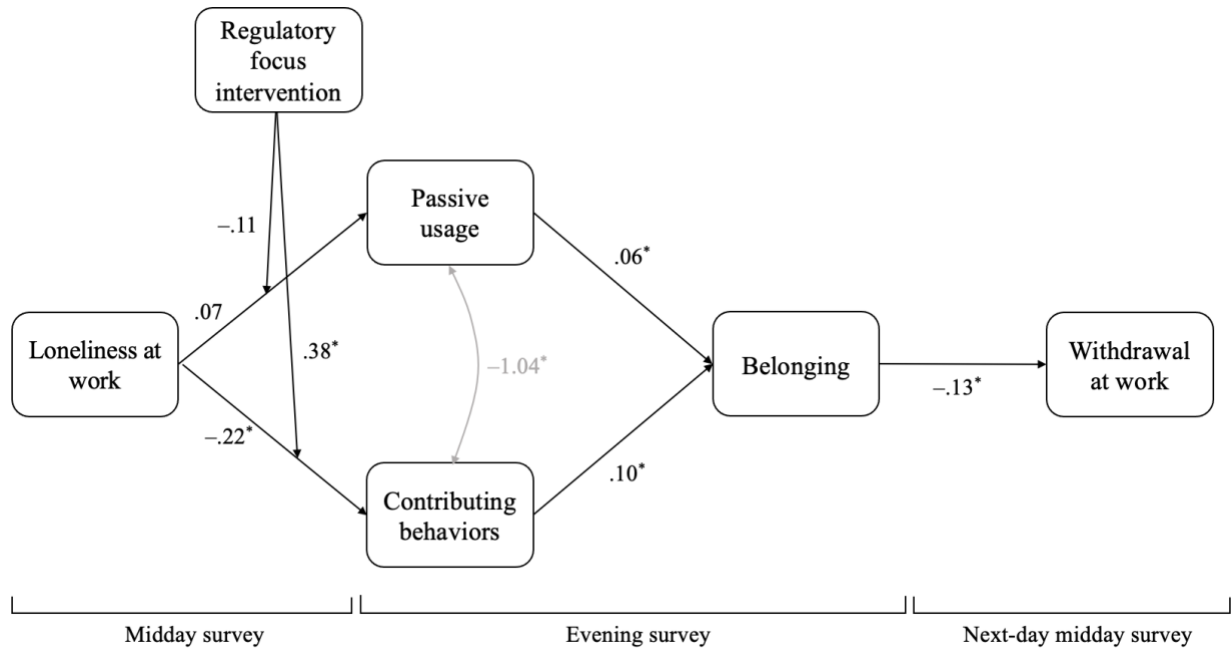 Regulatory
focus
intervention
Passive
usage
–.11
.06*
.07
Loneliness at
work
.38*
–1.04*
Belonging
Withdrawal
at work
–.13*
–.22*
.10*
Contributing
behaviors
Midday survey
Evening survey
Next-day midday survey